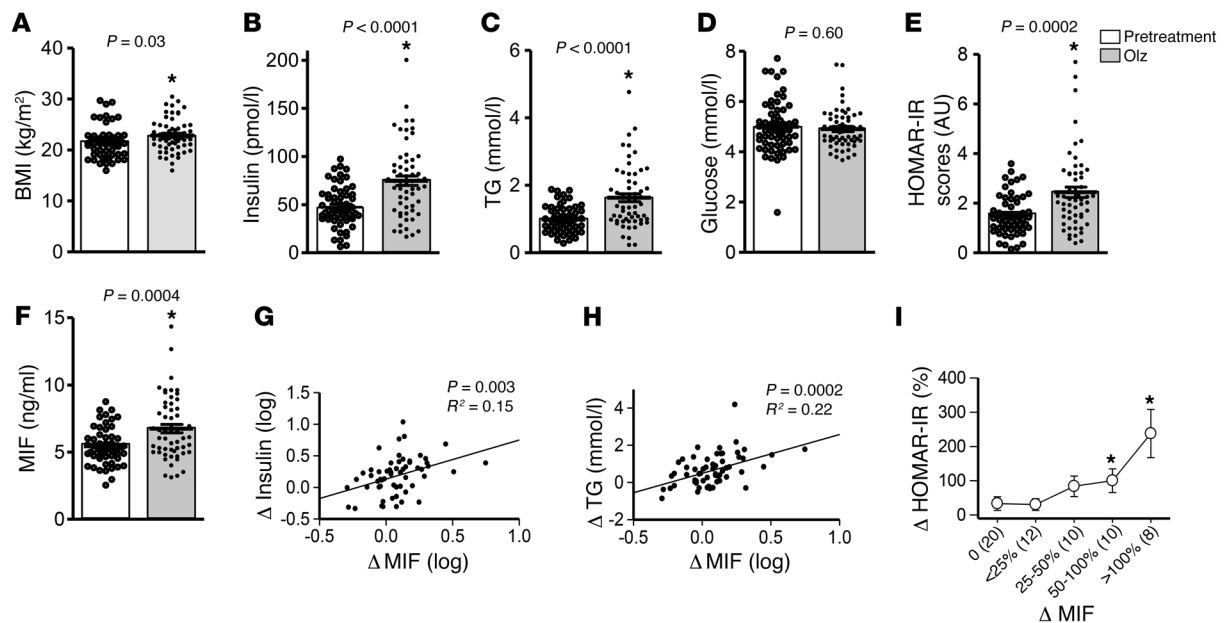 A
P = 0.03
*
BMI (kg/m²)
40
30
20
10
0
B
P < 0.0001
*
Insulin (pmol/l)
200
150
100
50
0
C
P < 0.0001
*
TG (mmol/l)
6
4
2
0
D
P = 0.60
Glucose (mmol/l)
8
6
4
2
0
E
P = 0.0002
*
HOMAR-IR
scores (AU)
8
6
4
2
0
Pretreatment
Olz
F
P = 0.0004
*
MIF (ng/ml)
15
10
5
0
G
P = 0.003
R² = 0.15
Δ Insulin (log)
1.5
1.0
0.5
0.0
-0.5
-0.5 0.0 0.5 1.0
Δ MIF (log)
H
P = 0.0002
R² = 0.22
Δ TG (mmol/l)
4
2
0
-2
-0.5 0.0 0.5 1.0
Δ MIF (log)
I
Δ HOMAR-IR (%)
400
300
200
100
0
*
*
0 (20)
<25% (12)
25-50% (10)
50-100% (10)
>100% (8)
Δ MIF